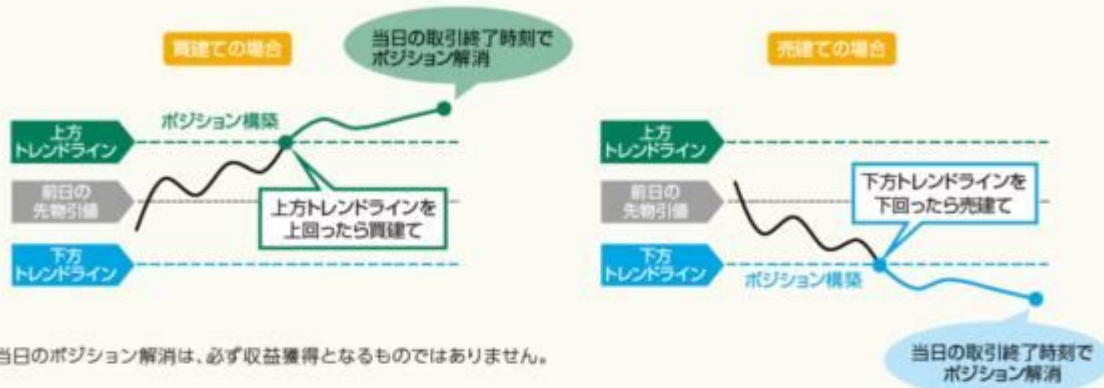 買建ての場合
当日の取引終了時刻で
ポジション解消
ポジション構築
上方
トレンドライン
前日の
先物引値
下方
トレンドライン
上方トレンドラインを
上回ったら買建て
売建ての場合
上方
トレンドライン
前日の
先物引値
下方
トレンドライン
下方トレンドラインを
下回ったら売建て
ポジション構築
当日の取引終了時刻で
ポジション解消
当日のポジション解消は、必ず収益獲得となるものではありません。